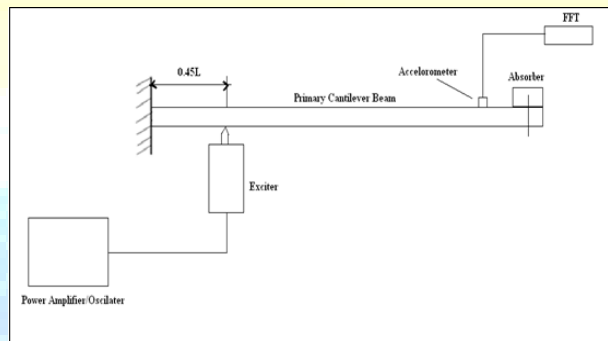 FFT
0.45L
Accelorometer
Absorber
Primary Cantilever Beam
Exciter
Power Amplifier/Oscilater